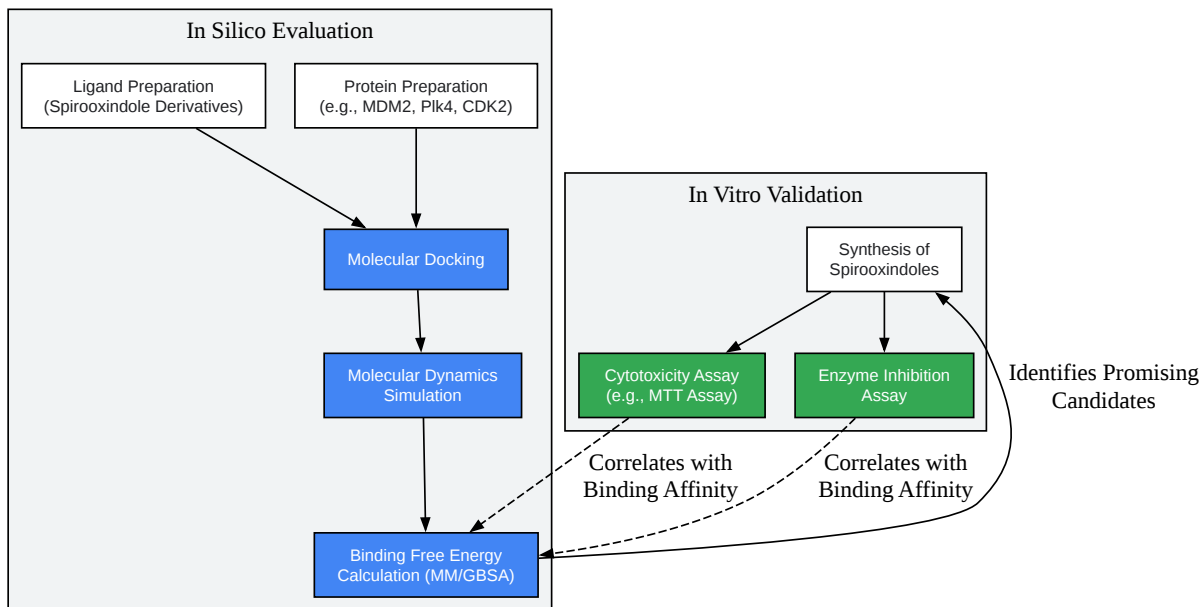 In Silico Evaluation
Ligand Preparation
(Spirooxindole Derivatives)
Protein Preparation
(e.g., MDM2, Plk4, CDK2)
Molecular Docking
Molecular Dynamics
Simulation
Binding Free Energy
Calculation (MM/GBSA)
In Vitro Validation
Synthesis of
Spirooxindoles
Cytotoxicity Assay
(e.g., MTT Assay)
Enzyme Inhibition
Assay
Correlates with
Binding Affinity
Correlates with
Binding Affinity
Identifies Promising
Candidates